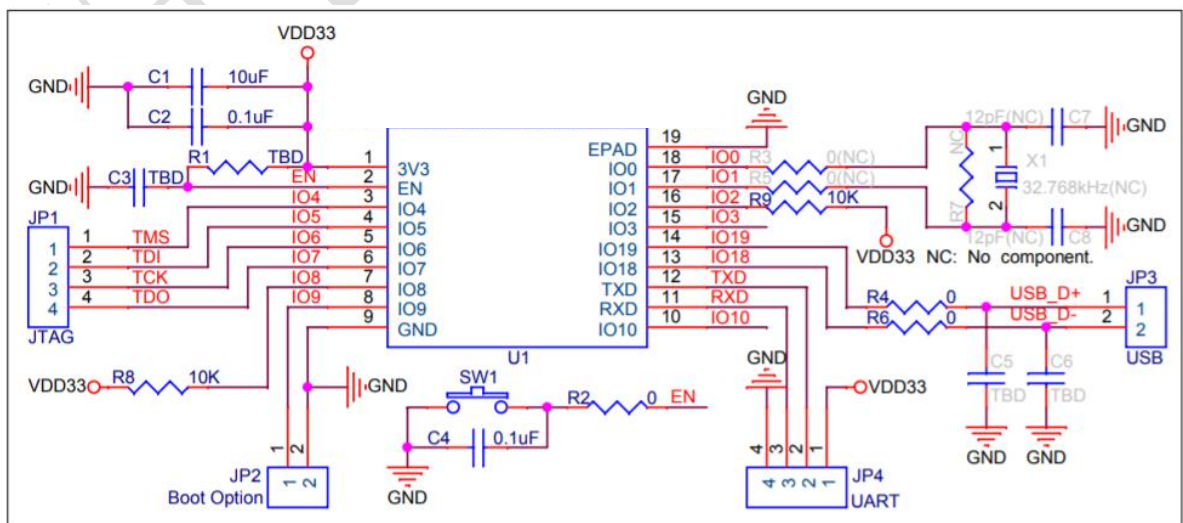 VDD33
GND
C1
10uF
C2
0.1uF
R1
TBD
GND
C3
TBD
EN
IO4
IO5
IO6
IO7
IO8
IO9
1
2
3
4
5
6
7
8
9
3V3
EN
IO4
IO5
IO6
IO7
IO8
IO9
GND
U1
EPAD
IO0
IO1
IO2
IO3
IO19
IO18
TXD
RXD
IO10
19
18
17
16
15
14
13
12
11
10
GND
IO0
IO1
IO2
IO3
IO19
IO18
TXD
RXD
IO10
R3
0(NC)
R5
0(NC)
R9
10K
VDD33
NC: No component.
12pF(NC)
C7
GND
NC
R7
1
X1
32.768kHz(NC)
2
12pF(NC)
C8
GND
JP1
1
2
3
4
1
2
3
4
TMS
TDI
TCK
TDO
JTAG
R4
0
USB_D+
1
R6
0
USB_D-
2
JP3
1
2
USB
C5
TBD
C6
TBD
GND
GND
VDD33
R8
10K
GND
1
2
1
2
JP2
Boot Option
SW1
R2
0
EN
C4
0.1uF
GND
GND
VDD33
4
3
2
1
4
3
2
1
JP4
UART